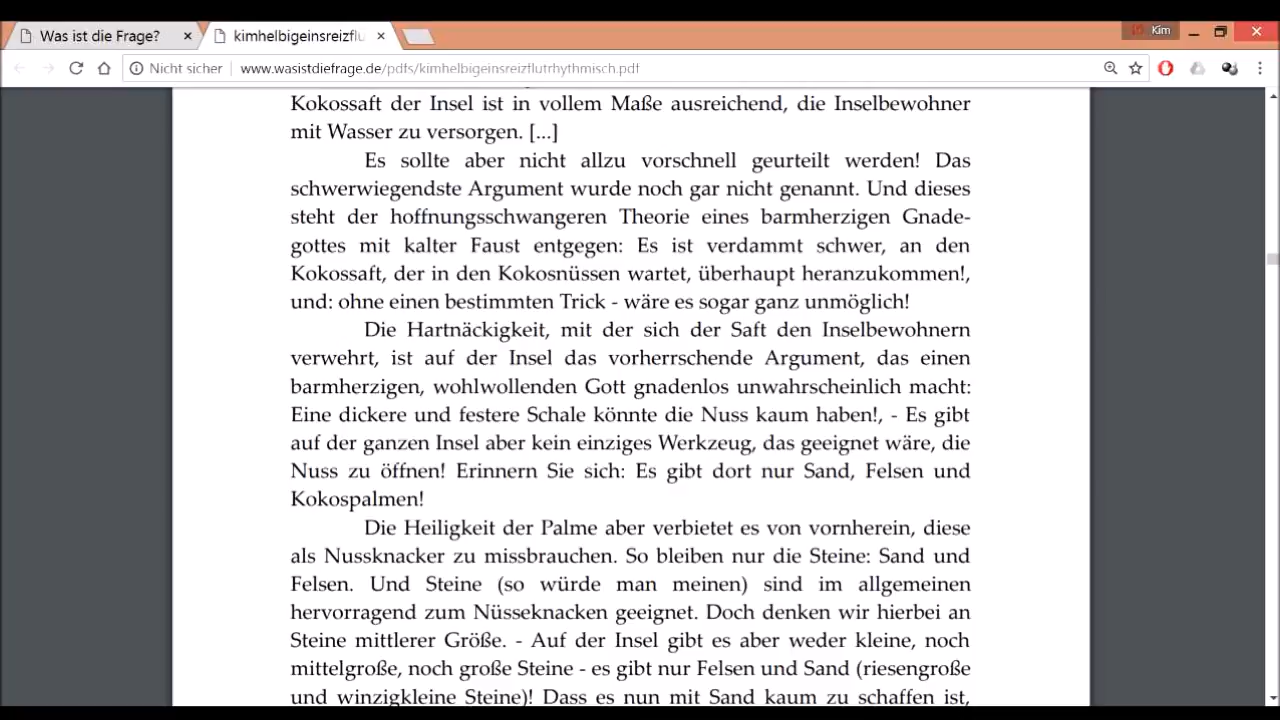 Was ist die Frage?
kimhelbigeinsreizflu
Kim
Nicht sicher
www.wasistdiefrage.de/pdfs/kimhelbigeinsreizflutrhythmisch.pdf
Kokossaft der Insel ist in vollem Maße ausreichend, die Inselbewohner
mit Wasser zu versorgen. [...]
Es sollte aber nicht allzu vorschnell geurteilt werden! Das
schwerwiegendste Argument wurde noch gar nicht genannt. Und dieses
steht der hoffnungsschwangeren Theorie eines barmherzigen Gnade-
gottes mit kalter Faust entgegen: Es ist verdammt schwer, an den
Kokossaft, der in den Kokosnüssen wartet, überhaupt heranzukommen!,
und: ohne einen bestimmten Trick - wäre es sogar ganz unmöglich!
Die Hartnäckigkeit, mit der sich der Saft den Inselbewohnern
verwehrt, ist auf der Insel das vorherrschende Argument, das einen
barmherzigen, wohlwollenden Gott gnadenlos unwahrscheinlich macht:
Eine dickere und festere Schale könnte die Nuss kaum haben!, - Es gibt
auf der ganzen Insel aber kein einziges Werkzeug, das geeignet wäre, die
Nuss zu öffnen! Erinnern Sie sich: Es gibt dort nur Sand, Felsen und
Kokospalmen!
Die Heiligkeit der Palme aber verbietet es von vornherein, diese
als Nussknacker zu missbrauchen. So bleiben nur die Steine: Sand und
Felsen. Und Steine (so würde man meinen) sind im allgemeinen
hervorragend zum Nüsseknacken geeignet. Doch denken wir hierbei an
Steine mittlerer Größe. - Auf der Insel gibt es aber weder kleine, noch
mittelgroße, noch große Steine - es gibt nur Felsen und Sand (riesengroße
und winzigkleine Steine)! Dass es nun mit Sand kaum zu schaffen ist,